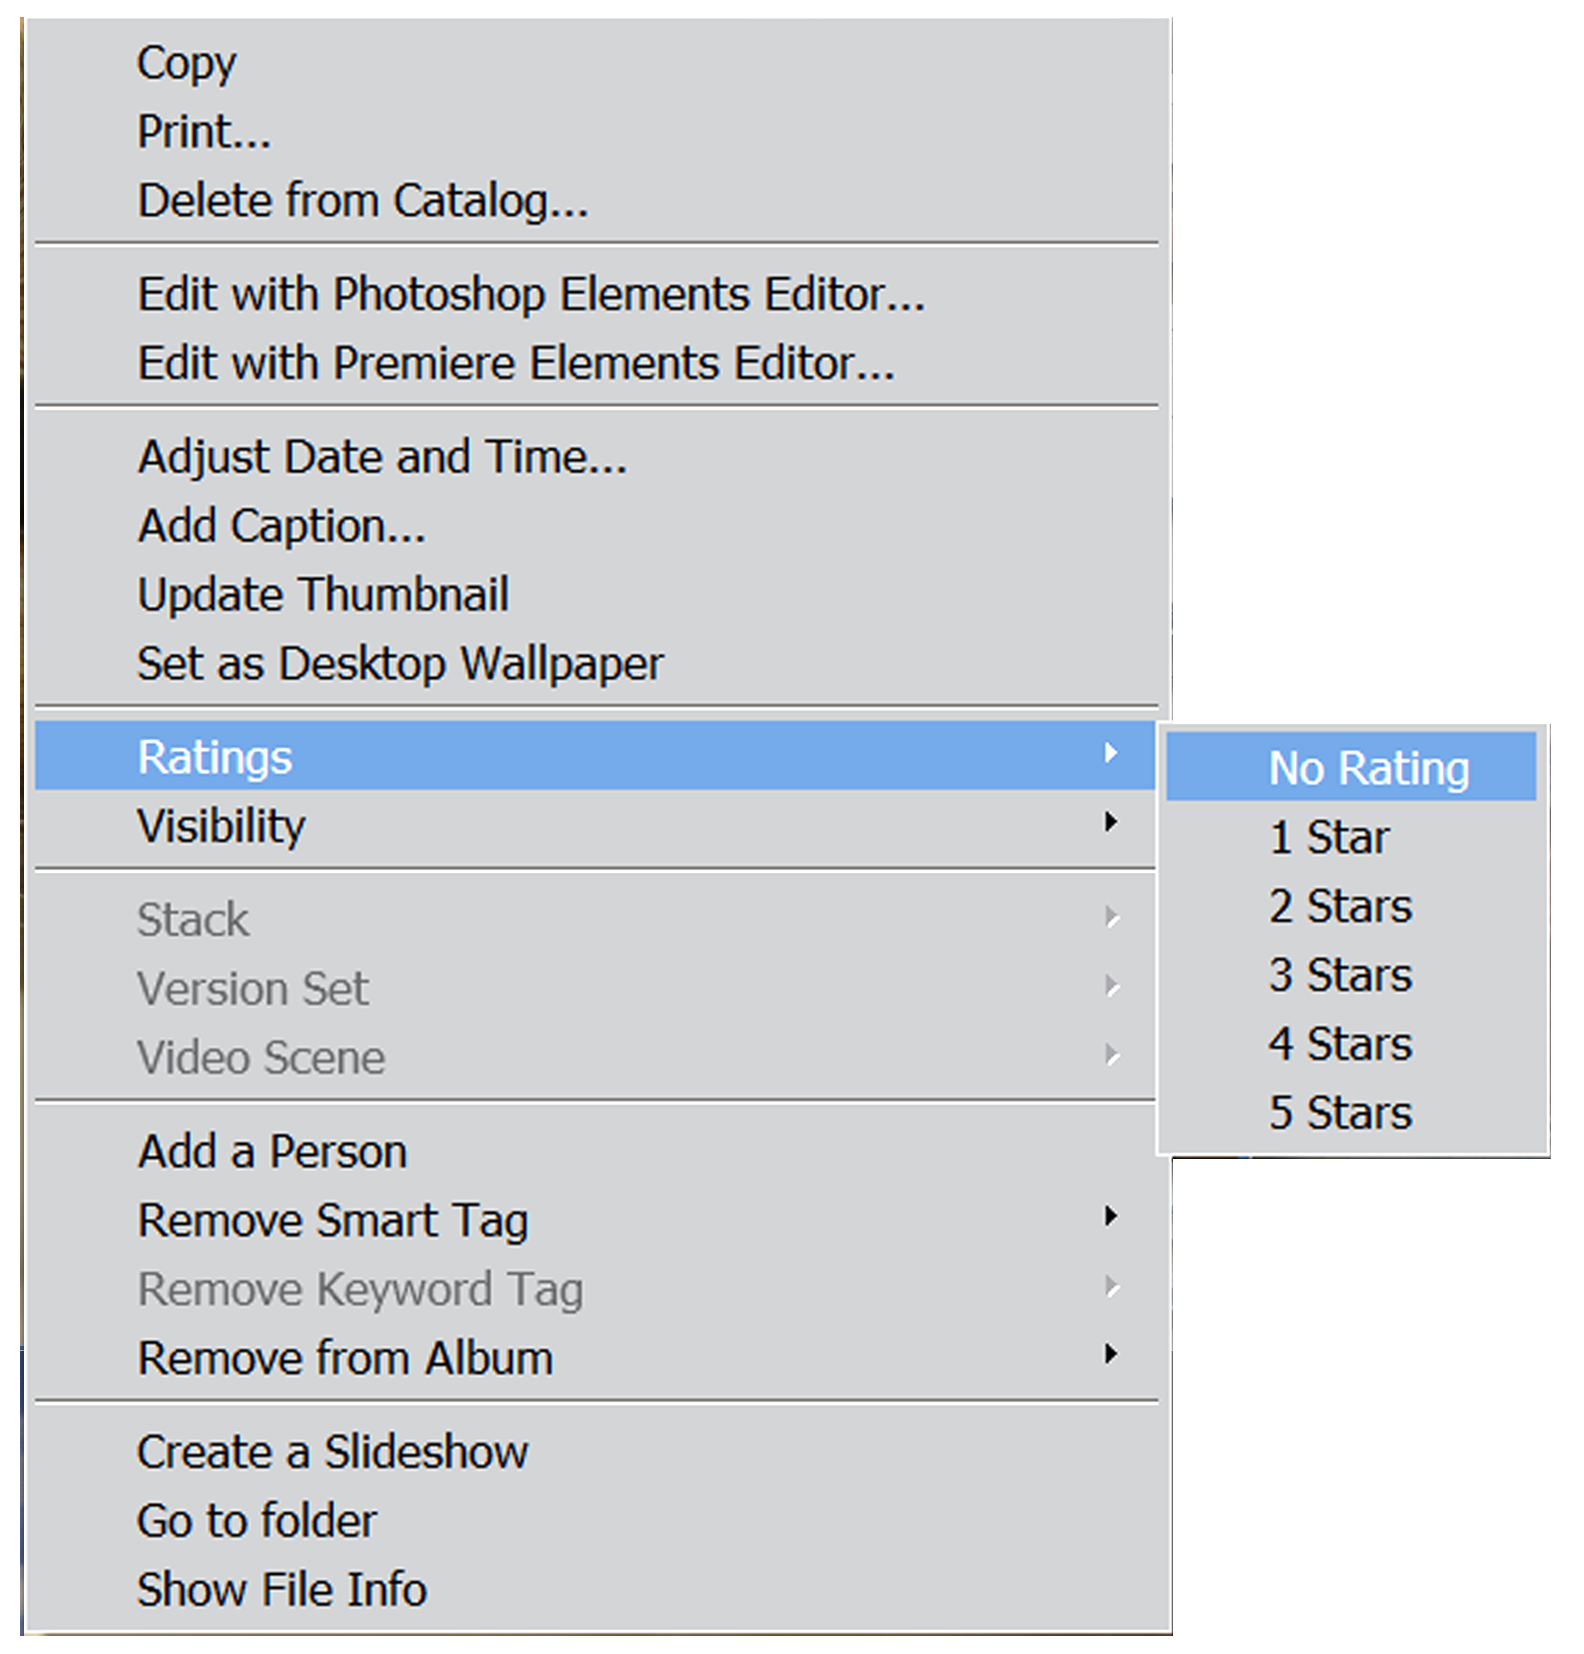 Copy
Print...
Delete from Catalog...
Edit with Photoshop Elements Editor...
Edit with Premiere Elements Editor...
Adjust Date and Time...
Add Caption...
Update Thumbnail
Set as Desktop Wallpaper
Ratings
Visibility
Stack
Version Set
Video Scene
Add a Person
Remove Smart Tag
Remove Keyword Tag
Remove from Album
Create a Slideshow
Go to folder
Show File Info
No Rating
1 Star
2 Stars
3 Stars
4 Stars
5 Stars